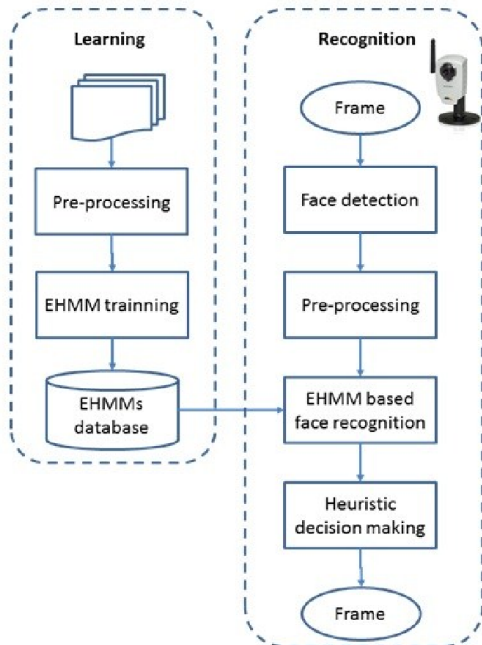 Learning
Pre-processing
EHMM trainning
EHMMs
database
Recognition
Frame
Face detection
Pre-processing
EHMM based
face recognition
Heuristic
decision making
Frame